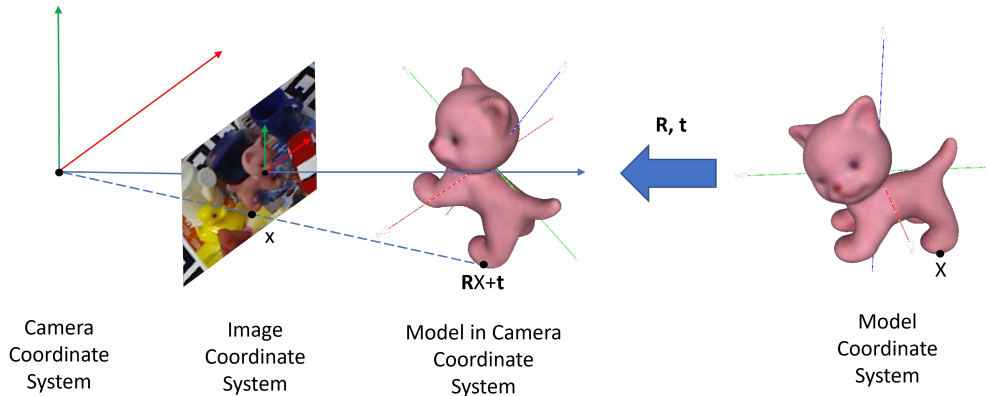 R, t
x
X
RX+t
Camera
Coordinate
System
Image
Coordinate
System
Model in Camera
Coordinate
System
Model
Coordinate
System